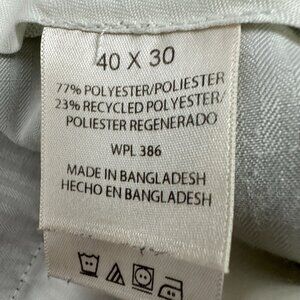 40 X 30
77% POLYESTER/POLIESTER
23% RECYCLED POLYESTER/
POLIESTER REGENERADO
WPL 386
MADE IN BANGLADESH
HECHO EN BANGLADESH